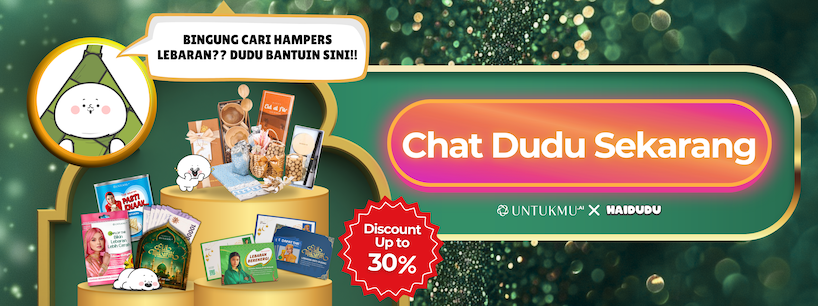 BINGUNG CARI HAMPERS
LEBARAN?? DUDU BANTUIN SINI!!
Chat Dudu Sekarang
UNTUKMU.AI X HAIDUDU
Discount
Up to
30%